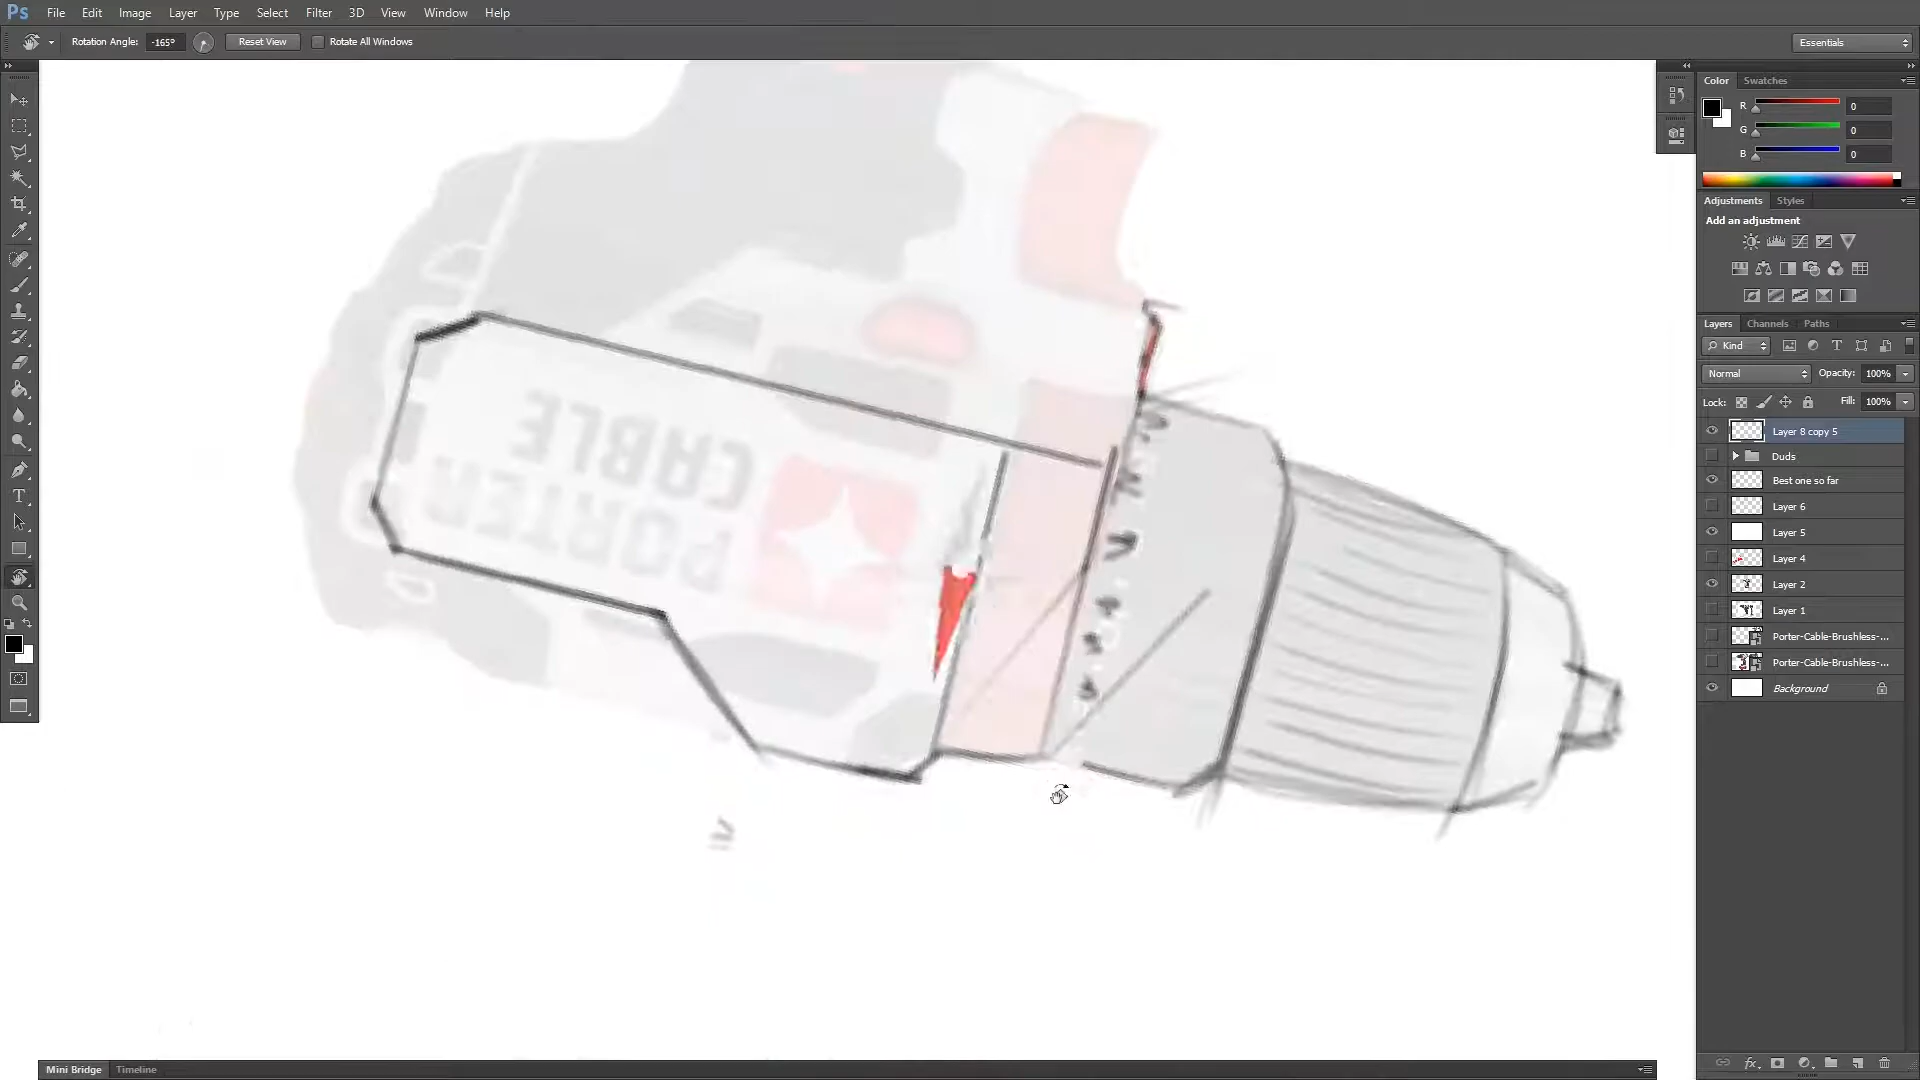 Ps File Edit Image Layer Type Select Filter 3D View Window Help
Rotation Angle: -165° Reset View Rotate All Windows
Essentials
Color Swatches
R 0
G 0
B 0
Adjustments Styles
Add an adjustment
Layers Channels Paths
Kind
Normal Opacity: 100%
Lock: Fill: 100%
Layer 8 copy 5
Duds
Best one so far
Layer 6
Layer 5
Layer 4
Layer 2
Layer 1
Porter-Cable-Brushless-...
Porter-Cable-Brushless-...
Background
PORTER
CABLE
Mini Bridge Timeline